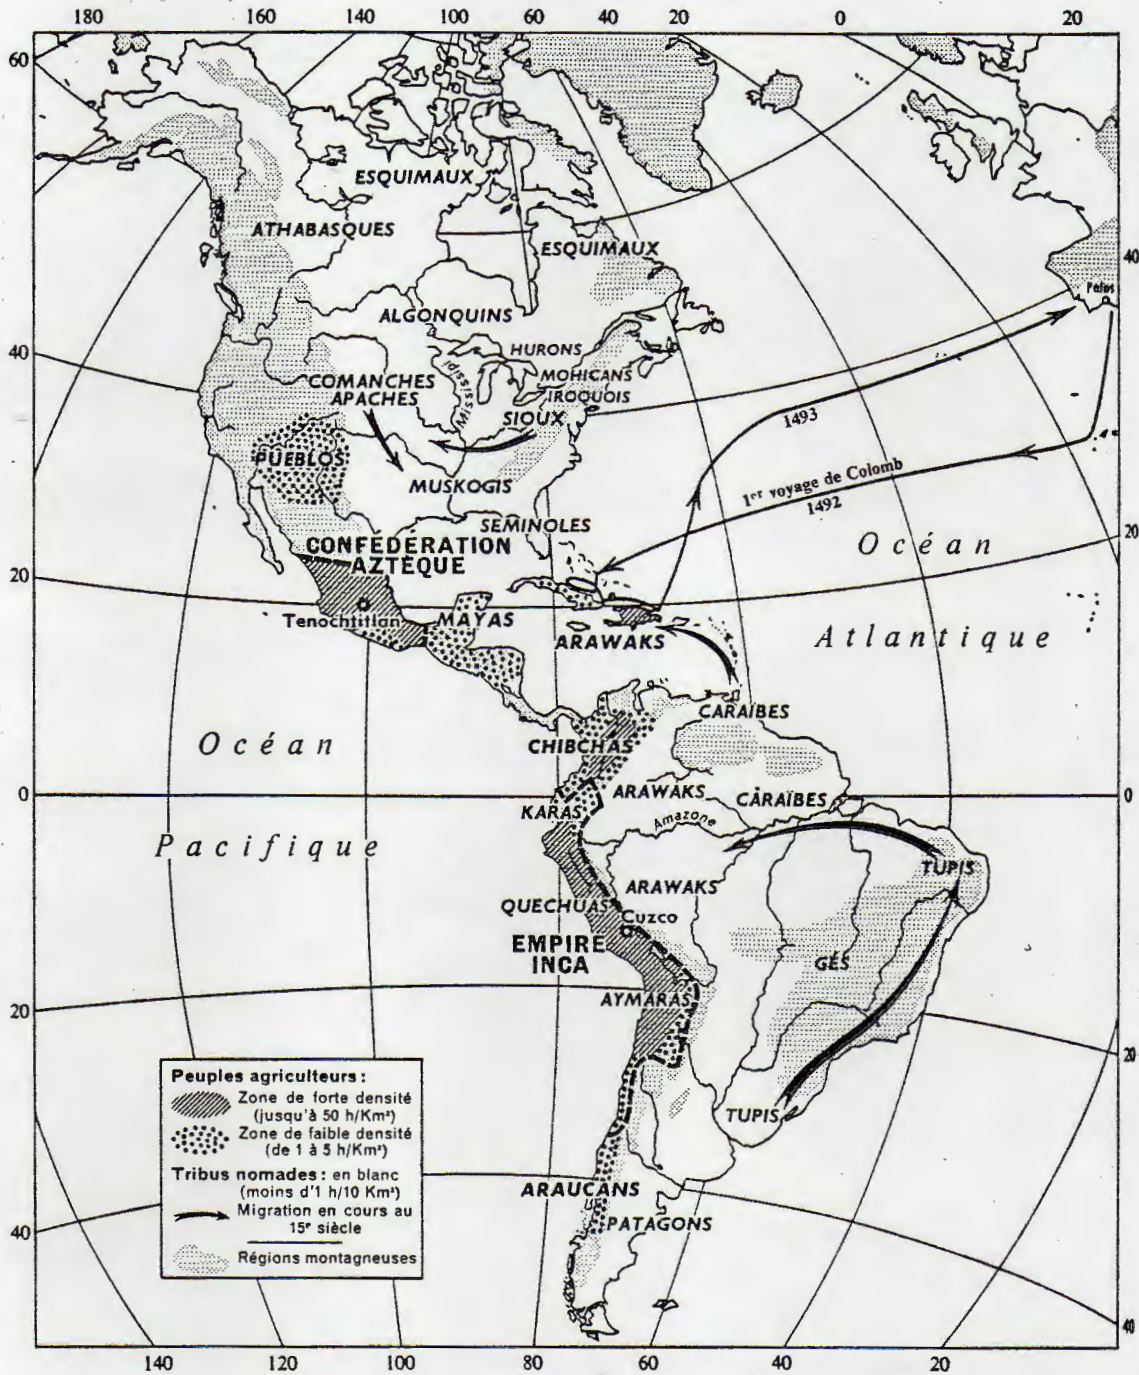 180 160 140 100 60 40 20 0 20
60
ESQUIMAUX
ATHABASQUES
ESQUIMAUX
40
Palos
ALGONQUINS
HURONS
40
COMANCHES
APACHES
Mississipi
MOHICANS
IROQUOIS
SIOUX
1493
PUEBLOS
MUSKOGIS
1er voyage de Colomb
1492
SEMINOLES
20
CONFÉDÉRATION
AZTÈQUE
Océan
Atlantique
20
Tenochtitlan
MAYAS
ARAWAKS
CARAÏBES
Océan
Pacifique
CHIBCHAS
0
KARAS
ARAWAKS
CARAÏBES
0
Amazone
TUPIS
ARAWAKS
QUECHUAS
Cuzco
EMPIRE
INCA
GÉS
AYMARAS
20
20
TUPIS
ARAUCANS
PATAGONS
40
40
Peuples agriculteurs :
Zone de forte densité
(jusqu'à 50 h/Km²)
Zone de faible densité
(de 1 à 5 h/Km²)
Tribus nomades : en blanc
(moins d'1 h/10 Km²)
Migration en cours au
15e siècle
Régions montagneuses
140 120 100 80 60 40 20